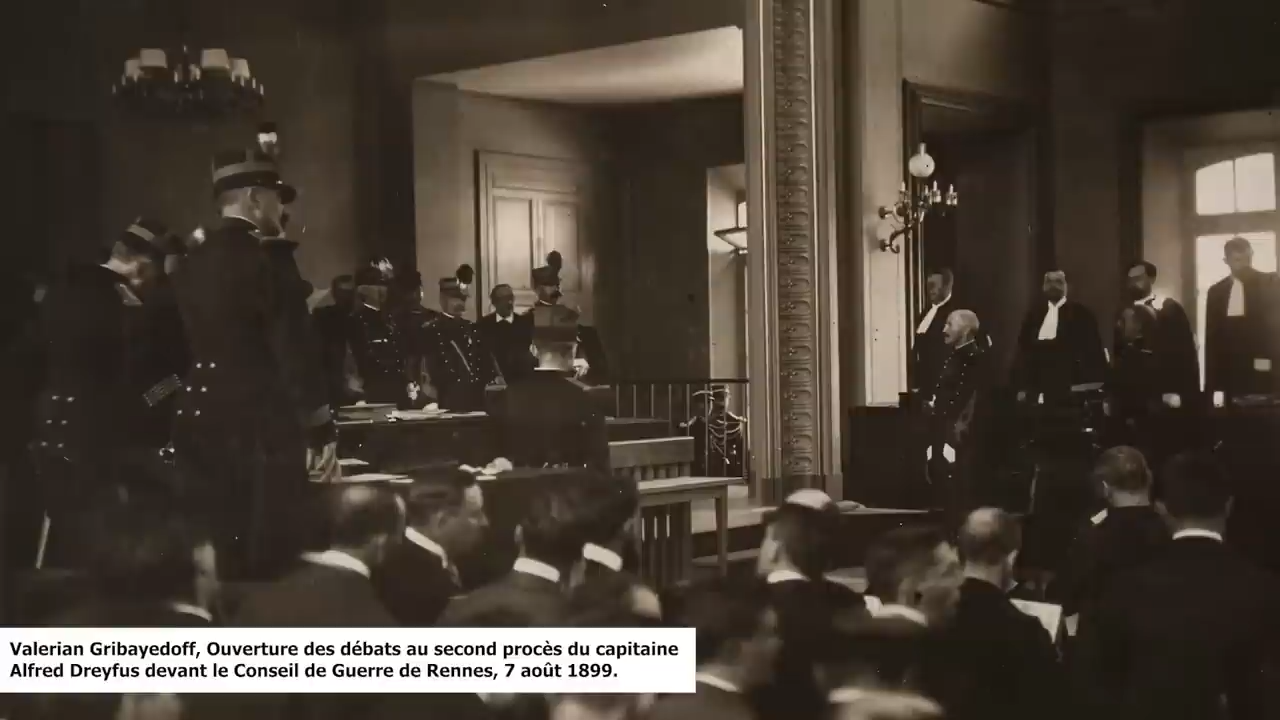 Valerian Gribayedoff, Ouverture des débats au second procès du capitaine
Alfred Dreyfus devant le Conseil de Guerre de Rennes, 7 août 1899.